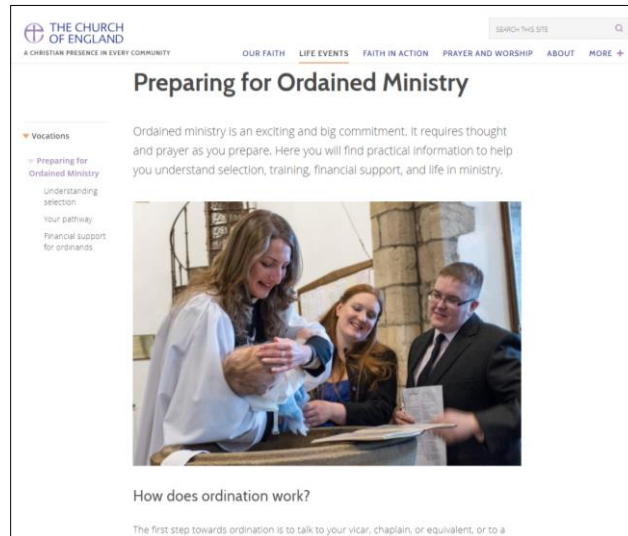 THE CHURCH
OF ENGLAND
A CHRISTIAN PRESENCE IN EVERY COMMUNITY
SEARCH THIS SITE
OUR FAITH LIFE EVENTS FAITH IN ACTION PRAYER AND WORSHIP ABOUT MORE +
Preparing for Ordained Ministry
Vocations
Preparing for
Ordained Ministry
Understanding
selection
Your pathway
Financial support
for ordinands
Ordained ministry is an exciting and big commitment. It requires thought
and prayer as you prepare. Here you will find practical information to help
you understand selection, training, financial support, and life in ministry.
How does ordination work?
The first step towards ordination is to talk to your vicar, chaplain, or equivalent, or to a